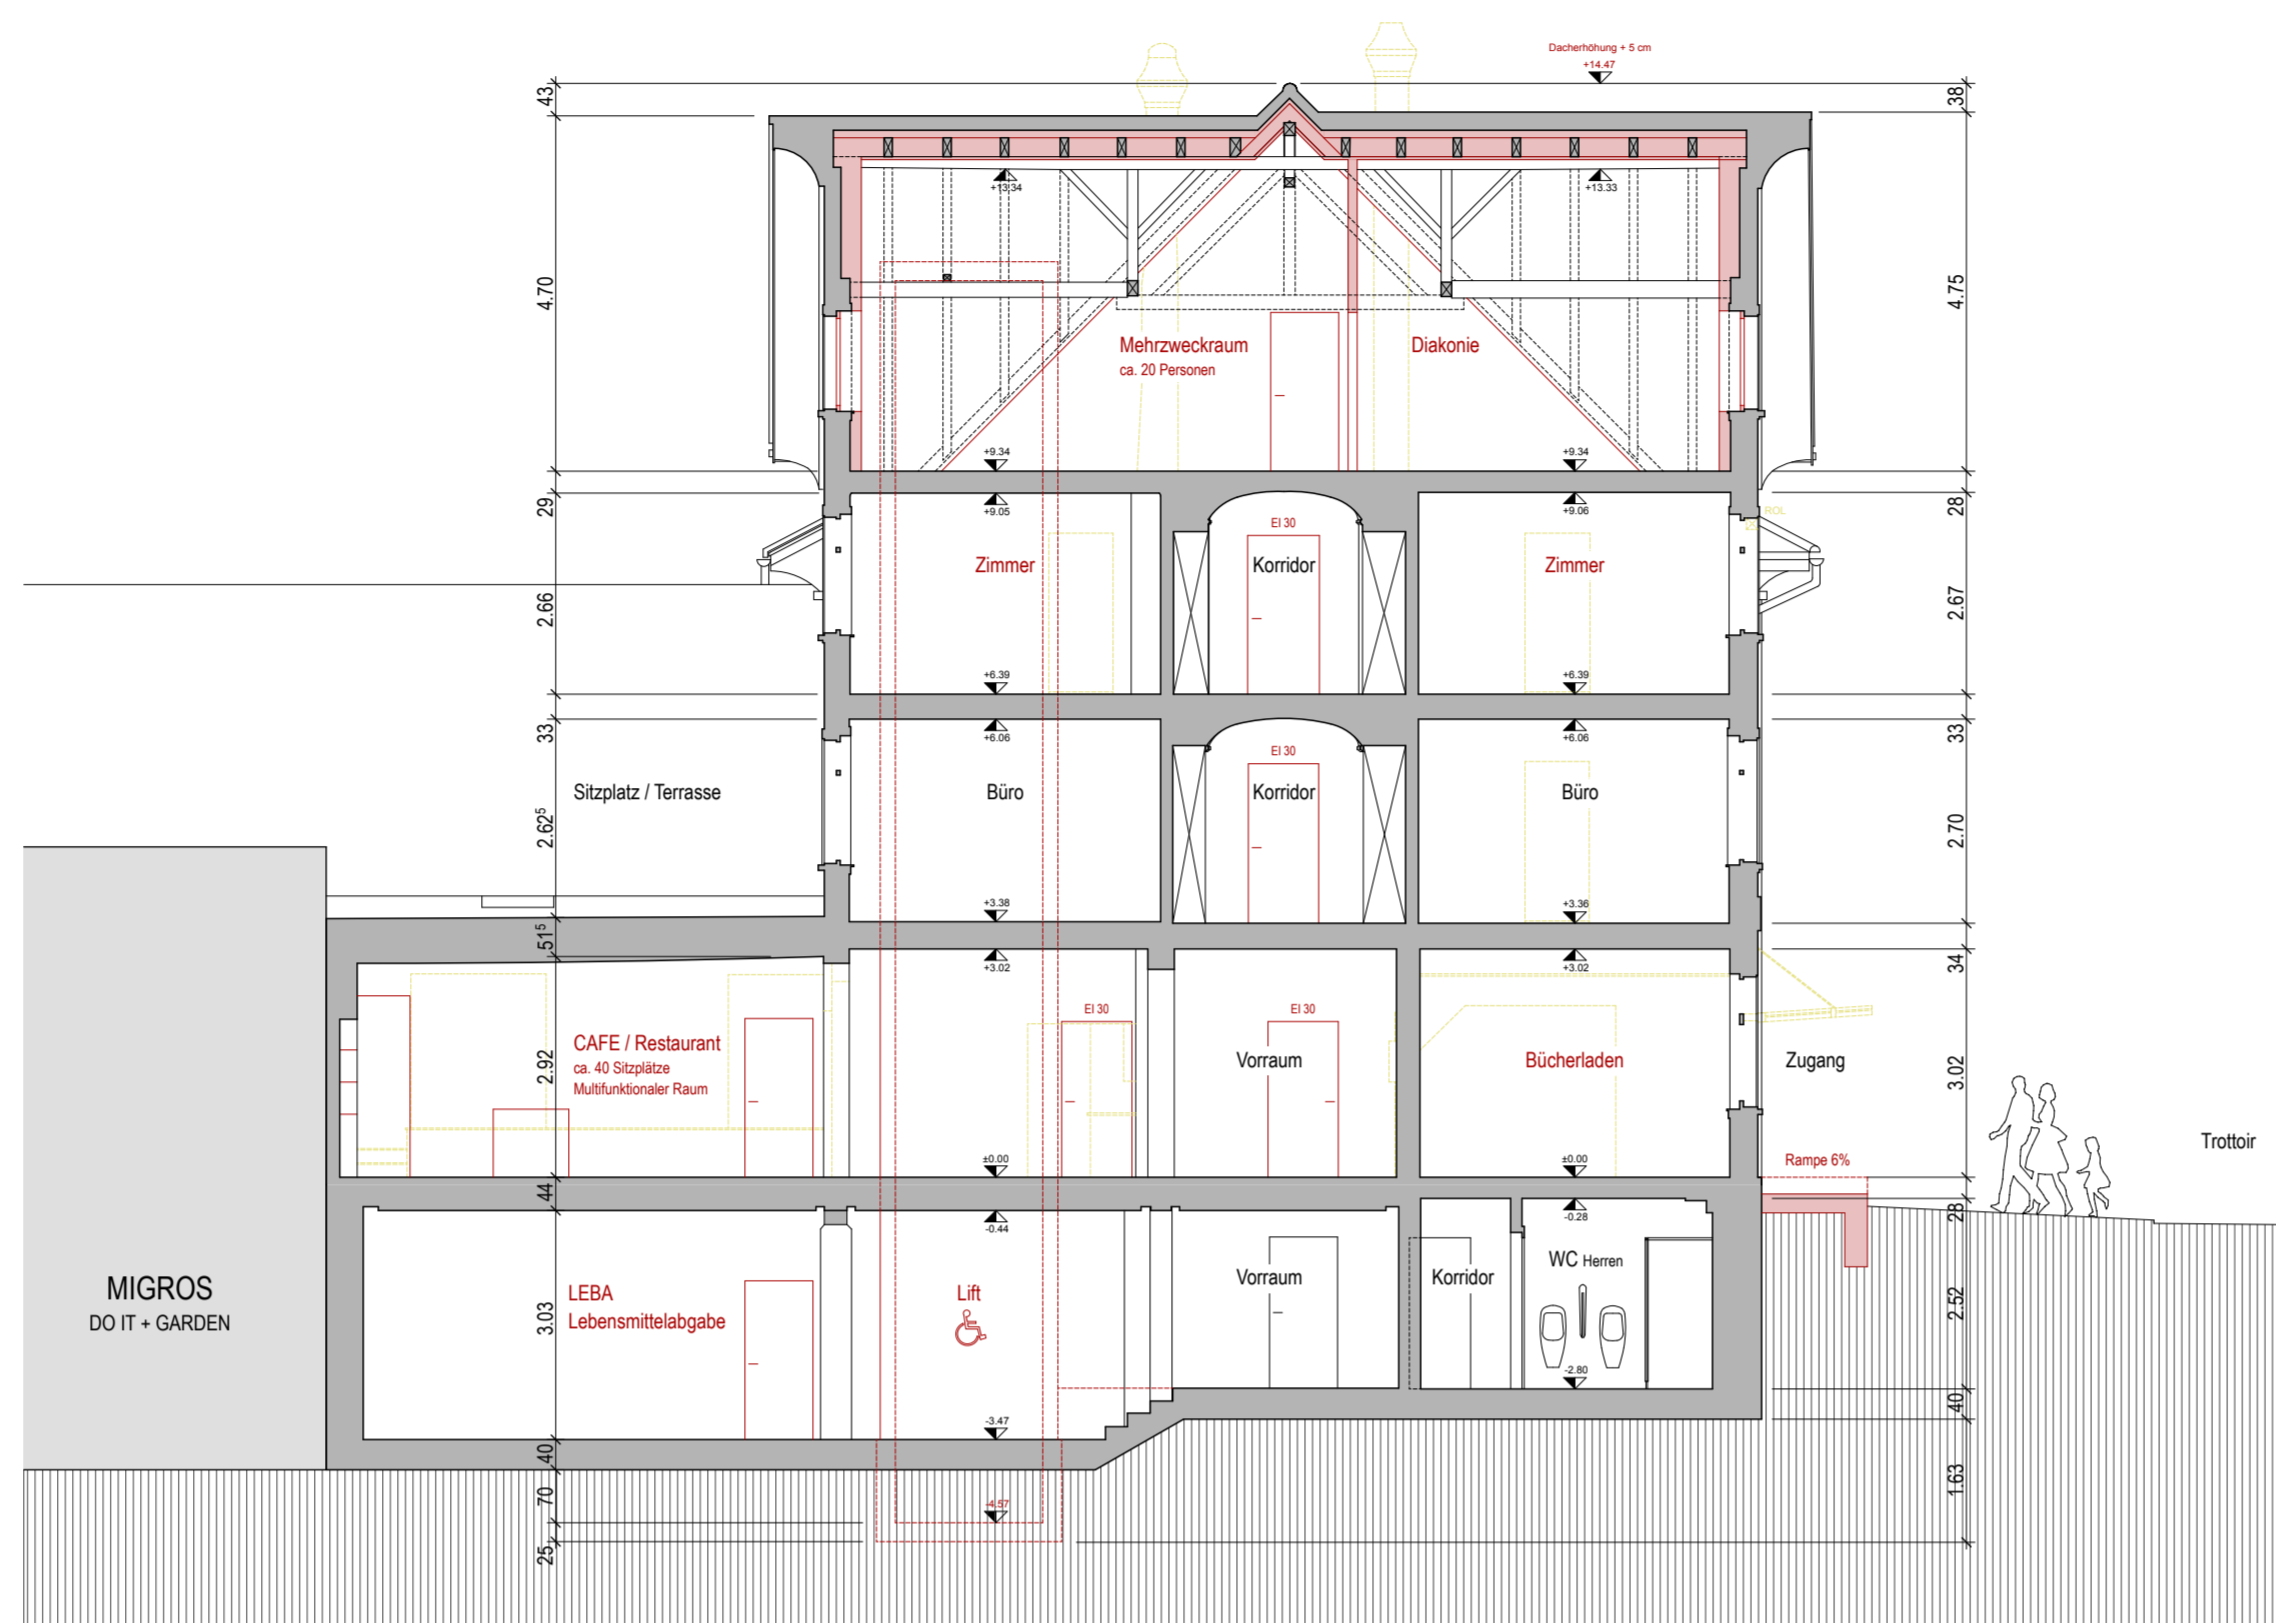 Dacherhöhung + 5 cm
+14.47
43
38
+13.34
+13.33
4.70
4.75
Mehrzweckraum
ca. 20 Personen
Diakonie
+9.34
+9.34
29
+9.05
+9.06
28
ROL
EI 30
Zimmer
Korridor
Zimmer
2.66
2.67
+6.39
+6.39
33
+6.06
+6.06
33
EI 30
Sitzplatz / Terrasse
Büro
Korridor
Büro
2.62⁵
2.70
+3.38
+3.36
51⁵
+3.02
+3.02
34
EI 30
EI 30
CAFE / Restaurant
ca. 40 Sitzplätze
Multifunktionaler Raum
2.92
Vorraum
Bücherladen
Zugang
3.02
Trottoir
±0.00
±0.00
Rampe 6%
44
-0.44
-0.28
28
MIGROS
DO IT + GARDEN
LEBA
Lebensmittelabgabe
3.03
Lift
Vorraum
Korridor
WC Herren
2.52
-2.80
-3.47
40
40
70
-4.57
1.63
25